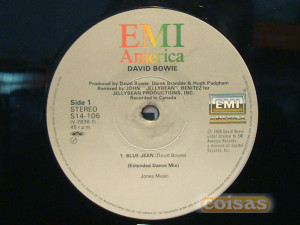 EMI
America
DAVID BOWIE
Produced by David Bowie, Derek Bramble & Hugh Padgham
Remixed by JOHN "JELLYBEAN" BENITEZ for
JELLYBEAN PRODUCTIONS, INC.
Recorded in Canada
Side 1
STEREO
S14-106
45 r.p.m.
EMI
1. BLUE JEAN (David Bowie)
(Extended Dance Mix)
Jones Music
coisas